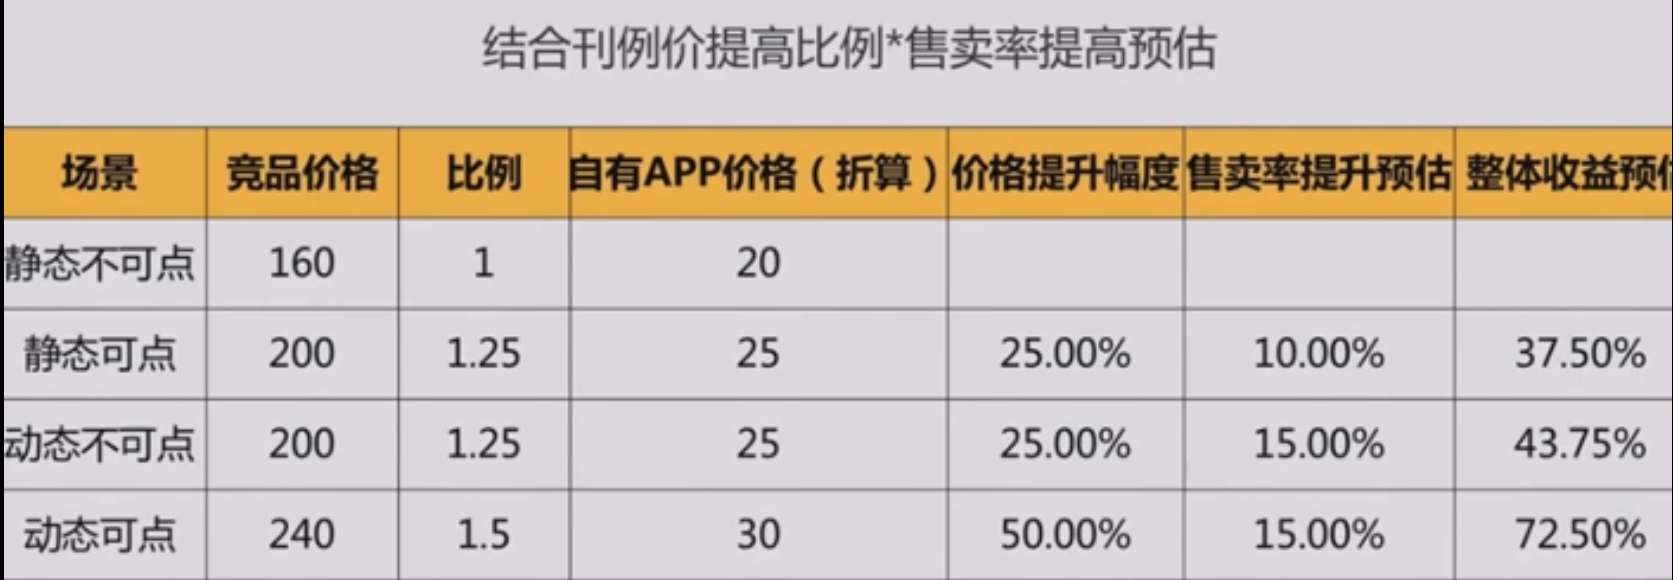 结合刊例价提高比例*售卖率提高预估
场景 竞品价格 比例 自有APP价格（折算） 价格提升幅度 售卖率提升预估 整体收益预估
静态不可点 160 1 20
静态可点 200 1.25 25 25.00% 10.00% 37.50%
动态不可点 200 1.25 25 25.00% 15.00% 43.75%
动态可点 240 1.5 30 50.00% 15.00% 72.50%